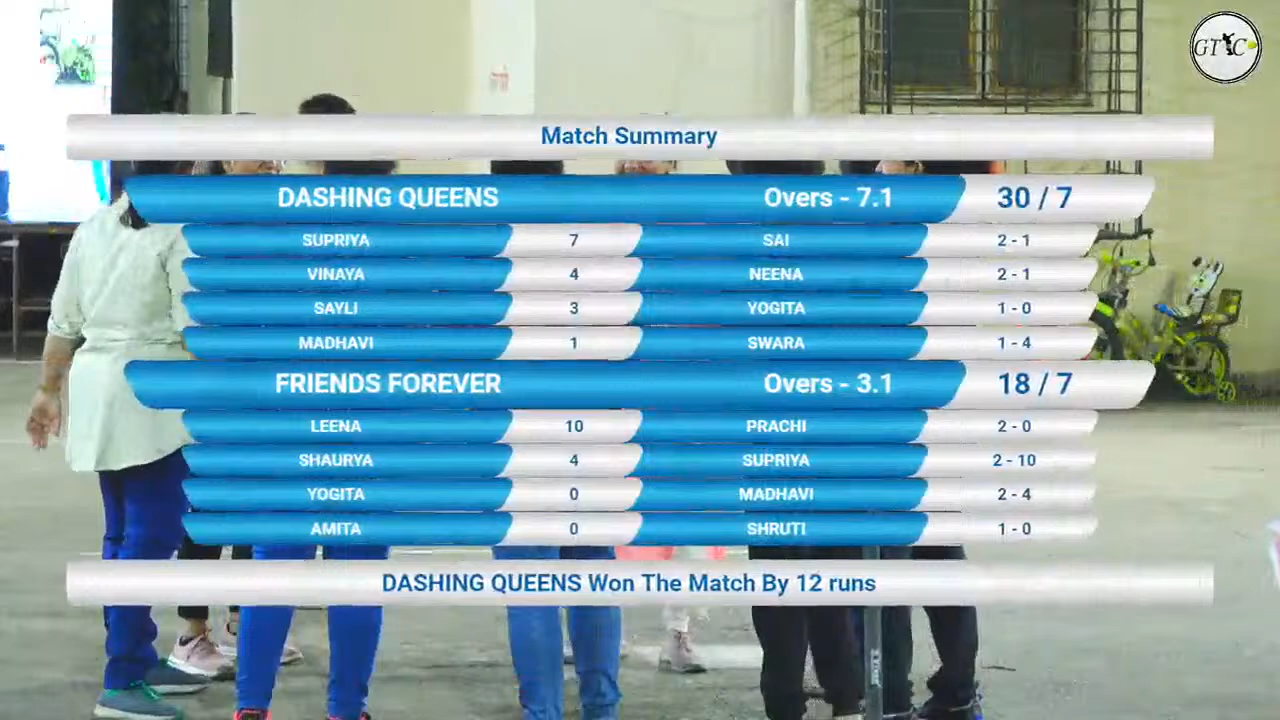 GTC
Match Summary
DASHING QUEENS Overs - 7.1 30 / 7
SUPRIYA 7 SAI 2 - 1
VINAYA 4 NEENA 2 - 1
SAYLI 3 YOGITA 1 - 0
MADHAVI 1 SWARA 1 - 4
FRIENDS FOREVER Overs - 3.1 18 / 7
LEENA 10 PRACHI 2 - 0
SHAURYA 4 SUPRIYA 2 - 10
YOGITA 0 MADHAVI 2 - 4
AMITA 0 SHRUTI 1 - 0
DASHING QUEENS Won The Match By 12 runs